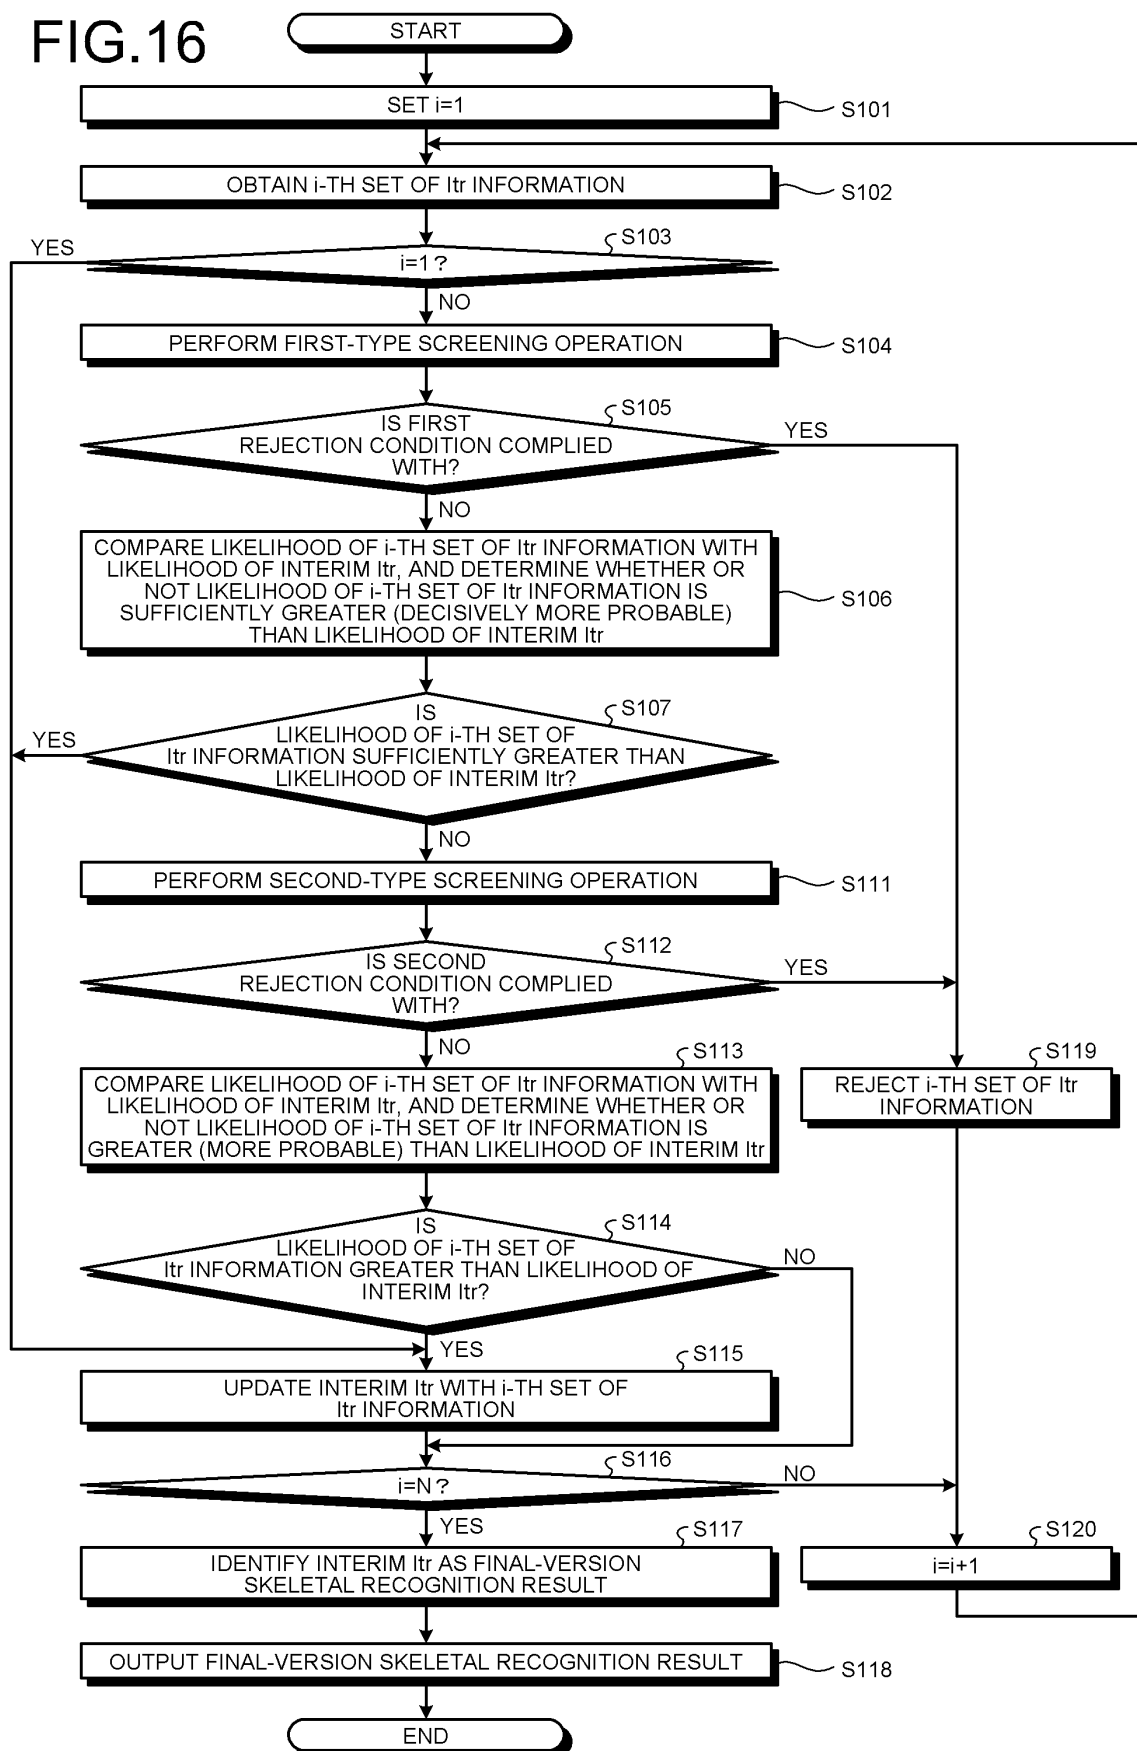 FIG.16
START
SET i=1
S101
OBTAIN i-TH SET OF Itr INFORMATION
S102
S103
YES
i=1?
NO
PERFORM FIRST-TYPE SCREENING OPERATION
S104
S105
IS FIRST
REJECTION CONDITION COMPLIED
WITH?
YES
NO
COMPARE LIKELIHOOD OF i-TH SET OF Itr INFORMATION WITH
LIKELIHOOD OF INTERIM Itr, AND DETERMINE WHETHER OR
NOT LIKELIHOOD OF i-TH SET OF Itr INFORMATION IS
SUFFICIENTLY GREATER (DECISIVELY MORE PROBABLE)
THAN LIKELIHOOD OF INTERIM Itr
S106
S107
YES
IS
LIKELIHOOD OF i-TH SET OF
Itr INFORMATION SUFFICIENTLY GREATER THAN
LIKELIHOOD OF INTERIM Itr?
NO
PERFORM SECOND-TYPE SCREENING OPERATION
S111
S112
IS SECOND
REJECTION CONDITION COMPLIED
WITH?
YES
NO
S113
COMPARE LIKELIHOOD OF i-TH SET OF Itr INFORMATION WITH
LIKELIHOOD OF INTERIM Itr, AND DETERMINE WHETHER OR
NOT LIKELIHOOD OF i-TH SET OF Itr INFORMATION IS
GREATER (MORE PROBABLE) THAN LIKELIHOOD OF INTERIM Itr
S119
REJECT i-TH SET OF Itr
INFORMATION
S114
IS
LIKELIHOOD OF i-TH SET OF
Itr INFORMATION GREATER THAN LIKELIHOOD OF
INTERIM Itr?
NO
YES
S115
UPDATE INTERIM Itr WITH i-TH SET OF
Itr INFORMATION
S116
i=N?
NO
YES
S117
IDENTIFY INTERIM Itr AS FINAL-VERSION
SKELETAL RECOGNITION RESULT
S120
i=i+1
OUTPUT FINAL-VERSION SKELETAL RECOGNITION RESULT
S118
END